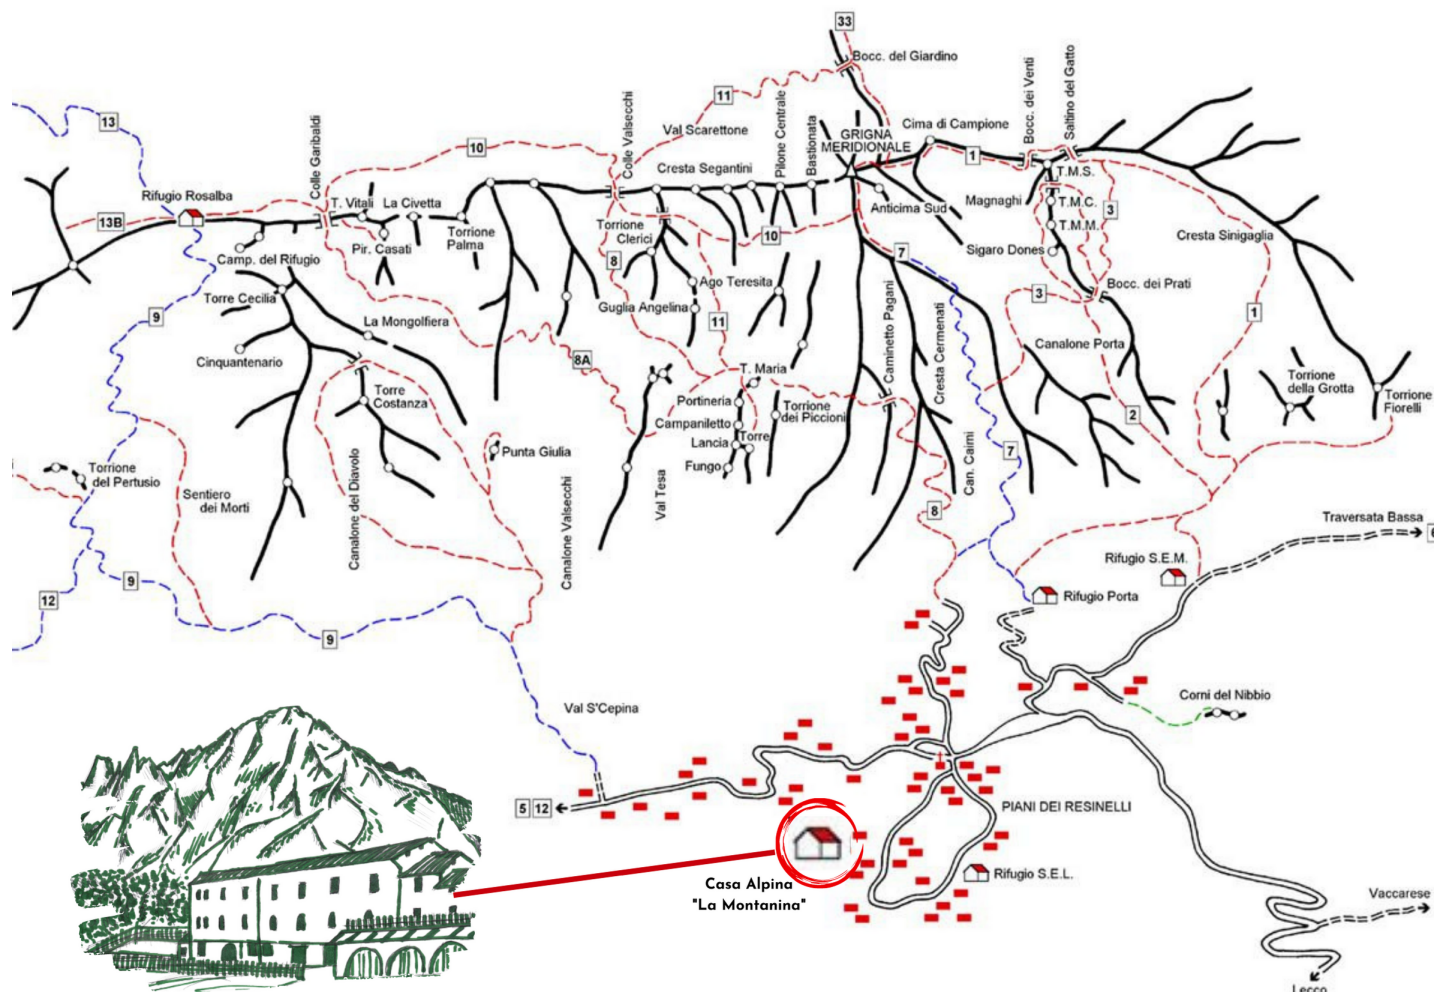 33
Bocc. del Giardino
11
Val Scarettone
13
Colle Garibaldi
10
Colle Valsecchi
Pilone Centrale
Bastionata
GRIGNA
MERIDIONALE
Cima di Campione
1
Bocc. dei Venti
Saltino del Gatto
Rifugio Rosalba
Cresta Segantini
T.M.S.
13B
T. Vitali
La Civetta
Torrione
Palma
Torrione
Clerici
10
Anticima Sud
Magnaghi
T.M.C.
3
T.M.M.
Cresta Sinigaglia
Pir. Casati
Camp. del Rifugio
8
7
Sigaro Dones
Torre Cecilia
Ago Teresita
Guglia Angelina
3
Bocc. dei Prati
9
La Mongolfiera
11
Caminetto Pagani
Cresta Cermenati
1
Cinquantenario
8A
Canalone Porta
T. Maria
Torrione
della Grotta
Torre
Costanza
Portineria
Torrione
dei Piccioni
Torrione
Fiorelli
Campaniletto
2
Lancia
Torre
Fungo
Punta Giulia
7
Can. Caimi
Torrione
del Pertusio
Sentiero
dei Morti
Canalone del Diavolo
Canalone Valsecchi
Val Tesa
8
Traversata Bassa
Rifugio S.E.M.
9
12
Rifugio Porta
9
Corni del Nibbio
Val S'Cepina
5 12
PIANI DEI RESINELLI
Rifugio S.E.L.
Casa Alpina
"La Montanina"
Vaccarese
Lecco